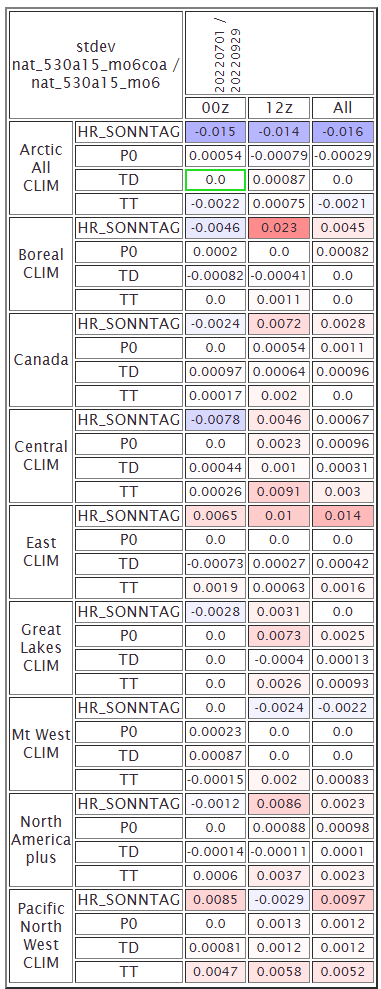 stdev
nat_530a15_mo6coa /
nat_530a15_mo6
20220701 /
20220929
00z 12z All
Arctic All CLIM
HR_SONNTAG -0.015 -0.014 -0.016
P0 0.00054 -0.00079 -0.00029
TD 0.0 0.00087 0.0
TT -0.0022 0.00075 -0.0021
Boreal CLIM
HR_SONNTAG -0.0046 0.023 0.0045
P0 0.0002 0.0 0.00082
TD -0.00082 -0.00041 0.0
TT 0.0 0.0011 0.0
Canada
HR_SONNTAG -0.0024 0.0072 0.0028
P0 0.0 0.00054 0.0011
TD 0.00097 0.00064 0.00096
TT 0.00017 0.002 0.0002
Central CLIM
HR_SONNTAG -0.0078 0.0046 0.00067
P0 0.0 0.0023 0.00096
TD 0.00044 0.001 0.00031
TT 0.00026 0.0091 0.003
East CLIM
HR_SONNTAG 0.0065 0.01 0.014
P0 0.0 0.0 0.0
TD -0.00073 0.00027 0.00042
TT 0.0019 0.00063 0.0016
Great Lakes CLIM
HR_SONNTAG -0.0028 0.0031 0.0
P0 0.0 0.0073 0.0025
TD 0.0 -0.0004 0.00013
TT 0.0 0.0026 0.00093
Mt West CLIM
HR_SONNTAG 0.0 -0.0024 -0.0022
P0 0.00023 0.0 0.0
TD 0.00087 0.0 0.0
TT -0.00015 0.002 0.00083
North America plus
HR_SONNTAG -0.0012 0.0086 0.0023
P0 0.0 0.00088 0.00098
TD -0.00014 -0.00011 0.0001
TT 0.0006 0.0037 0.0023
Pacific North West CLIM
HR_SONNTAG 0.0085 -0.0029 0.0097
P0 0.0 0.0013 0.0012
TD 0.00081 0.0012 0.0012
TT 0.0047 0.0058 0.0052